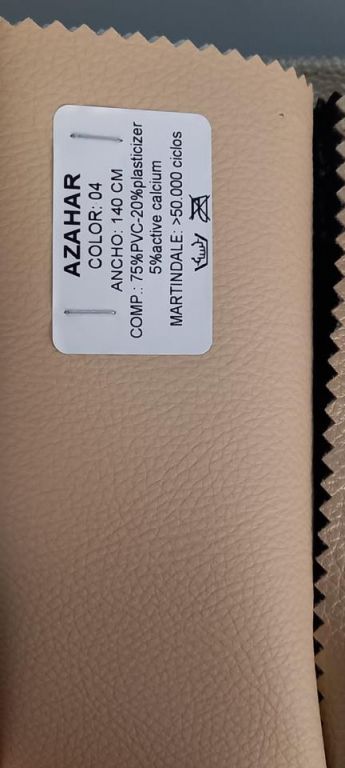 AZAHAR
COLOR: 04
ANCHO: 140 CM
COMP.: 75%PVC-20%plasticizer
5%active calcium
MARTINDALE: >50.000 ciclos